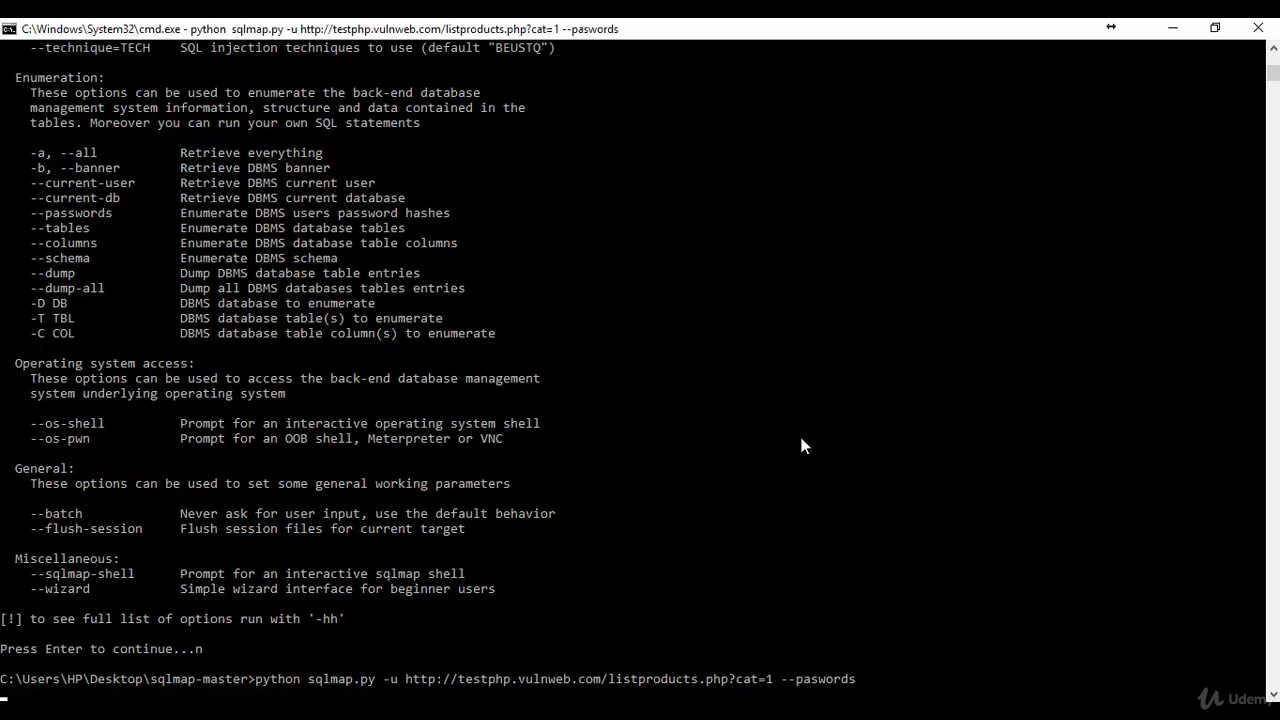 C:\Windows\System32\cmd.exe - python  sqlmap.py -u http://testphp.vulnweb.com/listproducts.php?cat=1 --paswords
--technique=TECH    SQL injection techniques to use (default "BEUSTQ")
Enumeration:
These options can be used to enumerate the back-end database
management system information, structure and data contained in the
tables. Moreover you can run your own SQL statements
-a, --all           Retrieve everything
-b, --banner        Retrieve DBMS banner
--current-user      Retrieve DBMS current user
--current-db        Retrieve DBMS current database
--passwords         Enumerate DBMS users password hashes
--tables            Enumerate DBMS database tables
--columns           Enumerate DBMS database table columns
--schema            Enumerate DBMS schema
--dump              Dump DBMS database table entries
--dump-all          Dump all DBMS databases tables entries
-D DB               DBMS database to enumerate
-T TBL              DBMS database table(s) to enumerate
-C COL              DBMS database table column(s) to enumerate
Operating system access:
These options can be used to access the back-end database management
system underlying operating system
--os-shell          Prompt for an interactive operating system shell
--os-pwn            Prompt for an OOB shell, Meterpreter or VNC
General:
These options can be used to set some general working parameters
--batch             Never ask for user input, use the default behavior
--flush-session     Flush session files for current target
Miscellaneous:
--sqlmap-shell      Prompt for an interactive sqlmap shell
--wizard            Simple wizard interface for beginner users
[!] to see full list of options run with '-hh'
Press Enter to continue...n
C:\Users\HP\Desktop\sqlmap-master>python sqlmap.py -u http://testphp.vulnweb.com/listproducts.php?cat=1 --paswords
Udemy